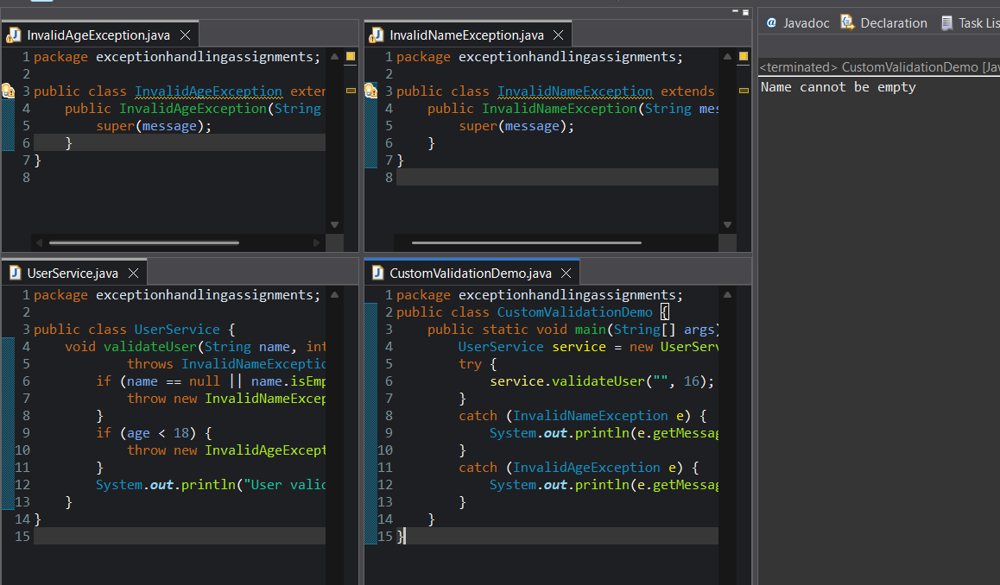 InvalidAgeException.java
1 package exceptionhandlingassignments;
2
3 public class InvalidAgeException exten
4 public InvalidAgeException(String
5 super(message);
6 }
7 }
8
InvalidNameException.java
1 package exceptionhandlingassignments;
2
3 public class InvalidNameException extends
4 public InvalidNameException(String mes
5 super(message);
6 }
7 }
8
UserService.java
1 package exceptionhandlingassignments;
2
3 public class UserService {
4 void validateUser(String name, int
5 throws InvalidNameExceptio
6 if (name == null || name.isEmp
7 throw new InvalidNameExcep
8 }
9 if (age < 18) {
10 throw new InvalidAgeExcept
11 }
12 System.out.println("User valid
13 }
14 }
15
CustomValidationDemo.java
1 package exceptionhandlingassignments;
2 public class CustomValidationDemo {
3 public static void main(String[] args)
4 UserService service = new UserServ
5 try {
6 service.validateUser("", 16);
7 }
8 catch (InvalidNameException e) {
9 System.out.println(e.getMessag
10 }
11 catch (InvalidAgeException e) {
12 System.out.println(e.getMessag
13 }
14 }
15 }
@ Javadoc Declaration Task Lis
<terminated> CustomValidationDemo [Jav
Name cannot be empty